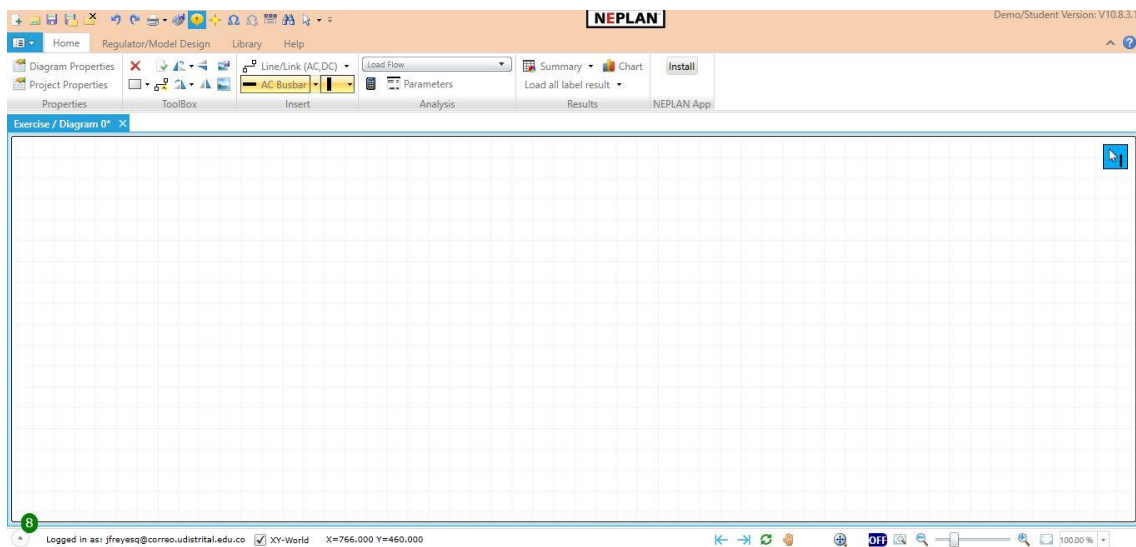 NEPLAN
Demo/Student Version: V10.8.3.1
Home Regulator/Model Design Library Help
Diagram Properties
Project Properties
Properties
ToolBox
Line/Link (AC,DC)
AC Busbar
Insert
Load Flow
Parameters
Analysis
Summary Chart
Load all label result
Results
Install
NEPLAN App
Exercise / Diagram 0*
8
Logged in as: jfreyesq@correo.udistrital.edu.co XY-World X=766.000 Y=460.000 OFF 100.00 %